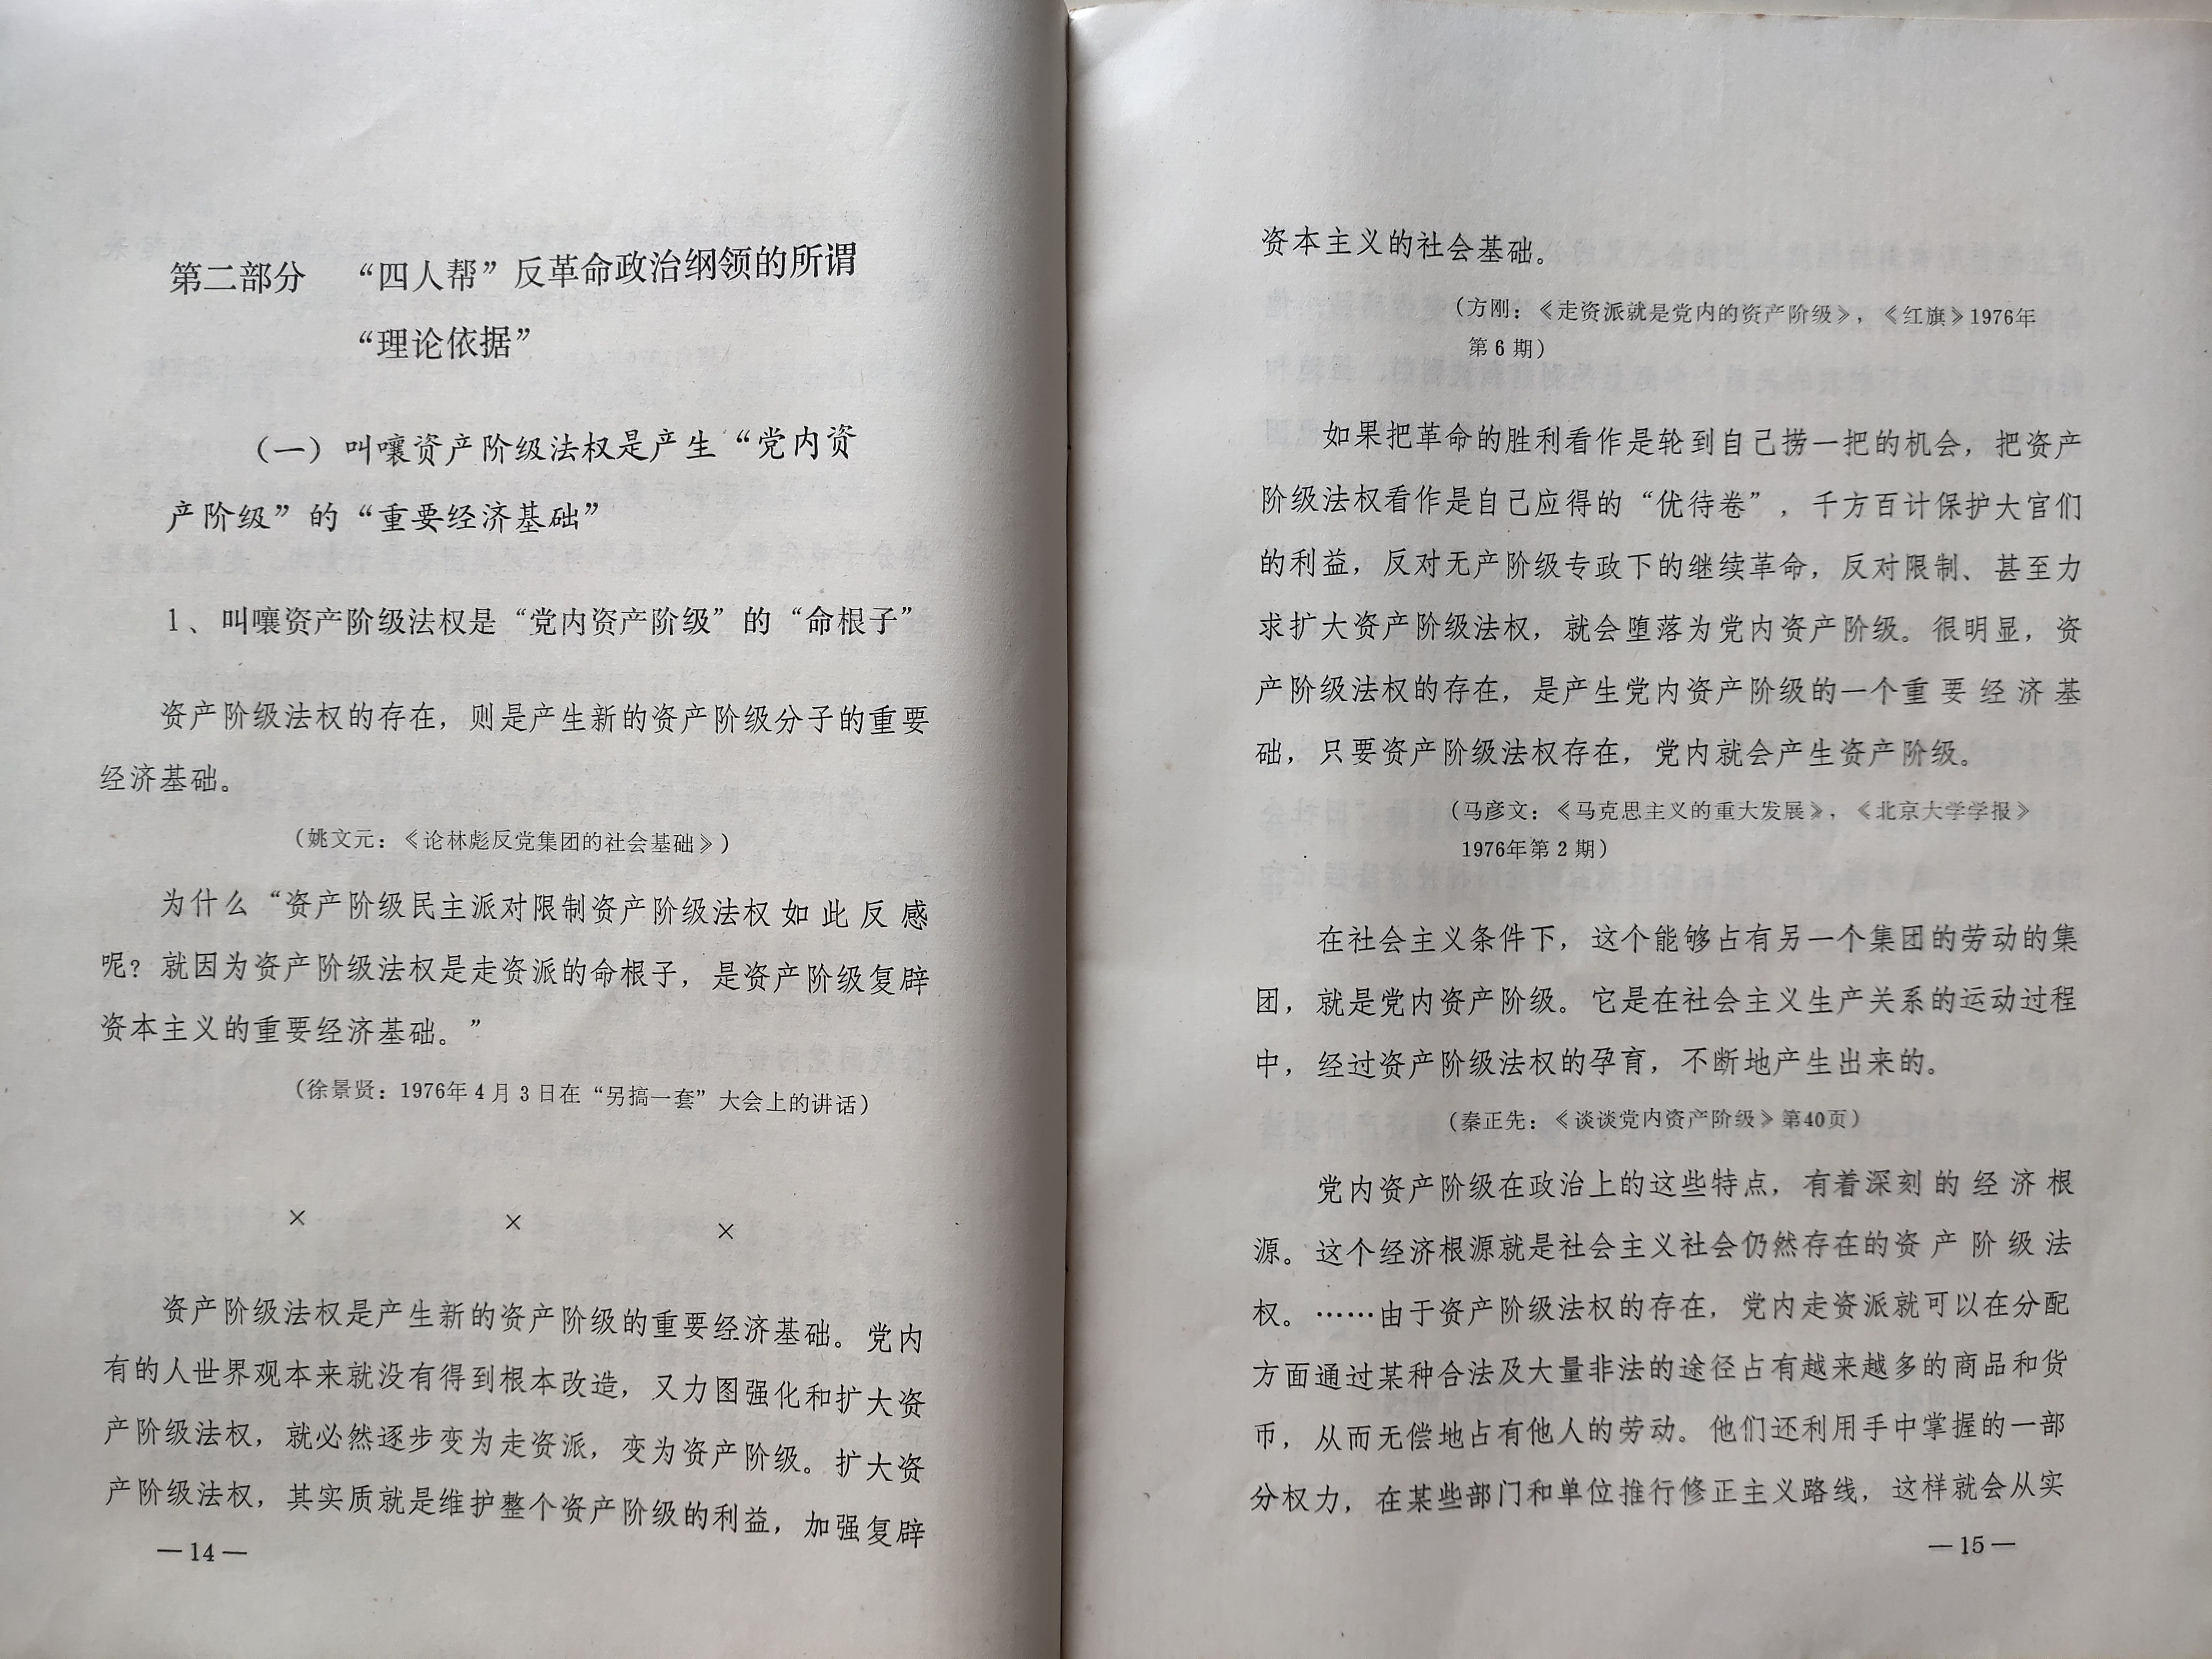 第二部分　“四人帮”反革命政治纲领的所谓
“理论依据”
（一）叫嚷资产阶级法权是产生“党内资
产阶级”的“重要经济基础”
1、叫嚷资产阶级法权是“党内资产阶级”的“命根子”
资产阶级法权的存在，则是产生新的资产阶级分子的重要
经济基础。
（姚文元：《论林彪反党集团的社会基础》）
为什么“资产阶级民主派对限制资产阶级法权如此反感
呢？就因为资产阶级法权是走资派的命根子，是资产阶级复辟
资本主义的重要经济基础。”
（徐景贤：1976年4月3日在“另搞一套”大会上的讲话）
×　×　×
资产阶级法权是产生新的资产阶级的重要经济基础。党内
有的人世界观本来就没有得到根本改造，又力图强化和扩大资
产阶级法权，就必然逐步变为走资派，变为资产阶级。扩大资
产阶级法权，其实质就是维护整个资产阶级的利益，加强复辟
—14—
资本主义的社会基础。
（方刚：《走资派就是党内的资产阶级》，《红旗》1976年
第6期）
如果把革命的胜利看作是轮到自己捞一把的机会，把资产
阶级法权看作是自己应得的“优待卷”，千方百计保护大官们
的利益，反对无产阶级专政下的继续革命，反对限制、甚至力
求扩大资产阶级法权，就会堕落为党内资产阶级。很明显，资
产阶级法权的存在，是产生党内资产阶级的一个重要经济基
础，只要资产阶级法权存在，党内就会产生资产阶级。
（马彦文：《马克思主义的重大发展》，《北京大学学报》
1976年第2期）
在社会主义条件下，这个能够占有另一个集团的劳动的集
团，就是党内资产阶级。它是在社会主义生产关系的运动过程
中，经过资产阶级法权的孕育，不断地产生出来的。
（秦正先：《谈谈党内资产阶级》第40页）
党内资产阶级在政治上的这些特点，有着深刻的经济根
源。这个经济根源就是社会主义社会仍然存在的资产阶级法
权。……由于资产阶级法权的存在，党内走资派就可以在分配
方面通过某种合法及大量非法的途径占有越来越多的商品和货
币，从而无偿地占有他人的劳动。他们还利用手中掌握的一部
分权力，在某些部门和单位推行修正主义路线，这样就会从实
—15—